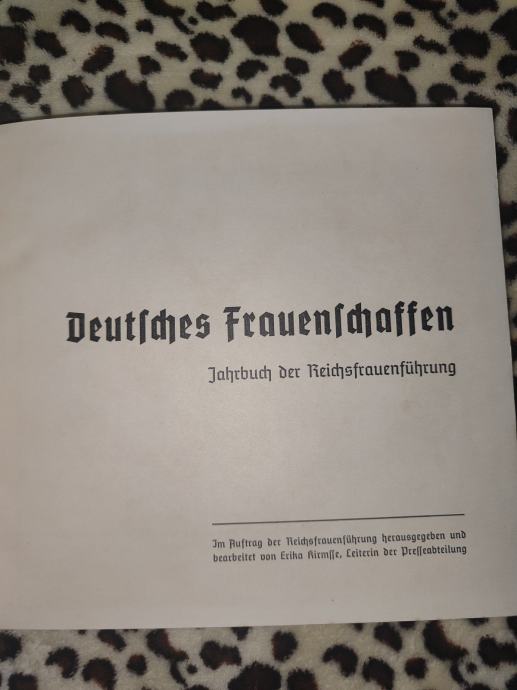 Deutſches Frauenſchaffen
Jahrbuch der Reichsfrauenführung
Im Auftrag der Reichsfrauenführung herausgegeben und
bearbeitet von Erika Kirmſſe, Leiterin der Preſſeabteilung